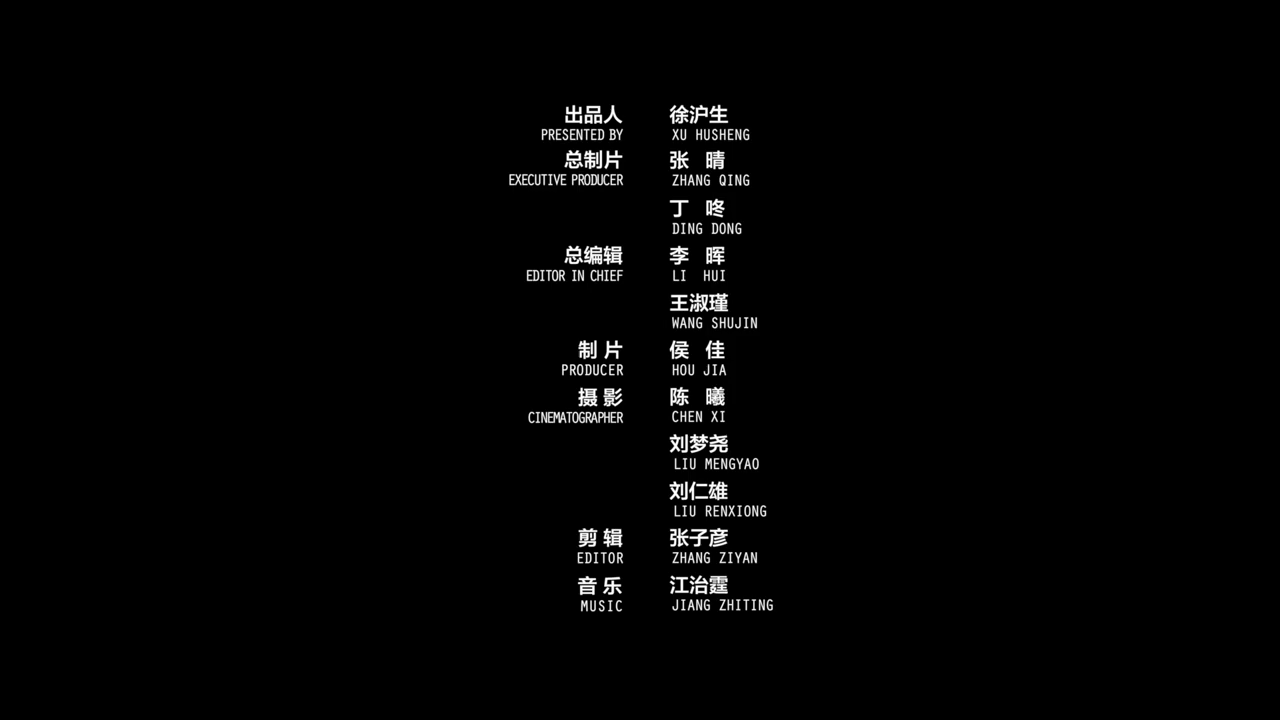 出品人 徐沪生
PRESENTED BY XU HUSHENG
总制片 张 晴
EXECUTIVE PRODUCER ZHANG QING
丁 咚
DING DONG
总编辑 李 晖
EDITOR IN CHIEF LI HUI
王淑瑾
WANG SHUJIN
制 片 侯 佳
PRODUCER HOU JIA
摄 影 陈 曦
CINEMATOGRAPHER CHEN XI
刘梦尧
LIU MENGYAO
刘仁雄
LIU RENXIONG
剪 辑 张子彦
EDITOR ZHANG ZIYAN
音 乐 江治霆
MUSIC JIANG ZHITING